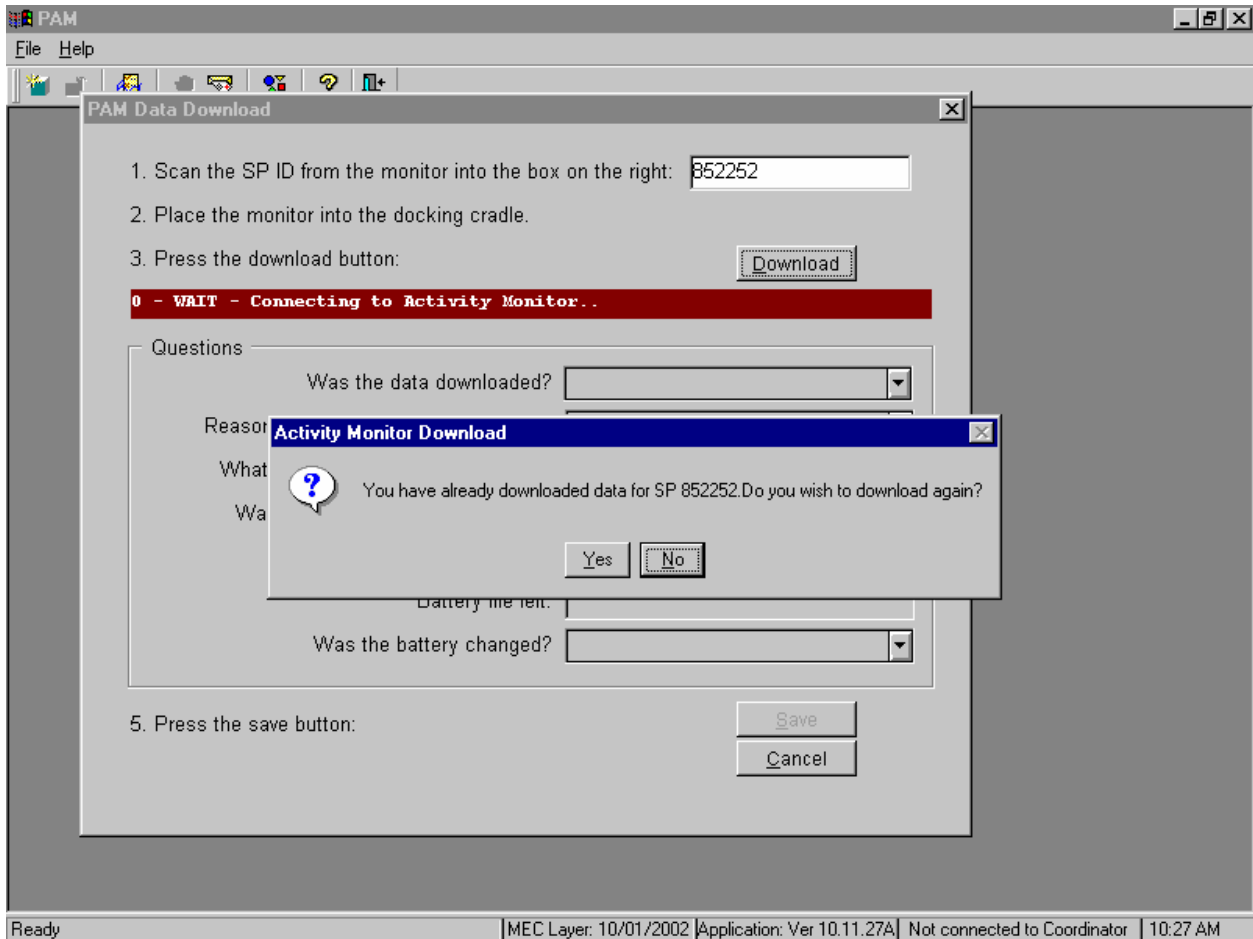 PAM
File Help
PAM Data Download
1. Scan the SP ID from the monitor into the box on the right: 852252
2. Place the monitor into the docking cradle.
3. Press the download button: Download
0 - WAIT - Connecting to Activity Monitor..
Questions
Was the data downloaded?
Reason
Activity Monitor Download
What
You have already downloaded data for SP 852252.Do you wish to download again?
Wa
Yes No
Battery life left:
Was the battery changed?
5. Press the save button: Save
Cancel
Ready MEC Layer: 10/01/2002 Application: Ver 10.11.27A Not connected to Coordinator 10:27 AM